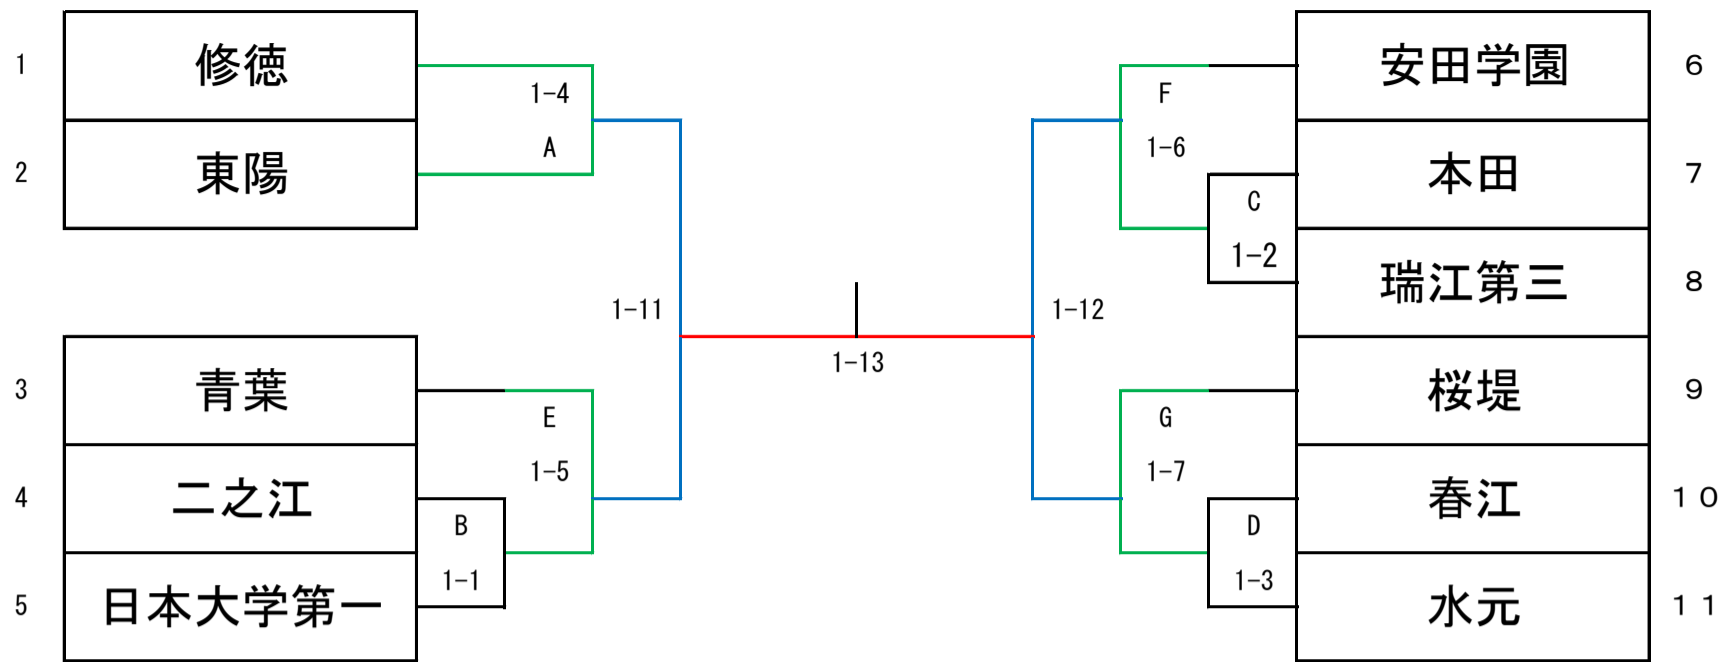 1 修徳
1-4
A
2 東陽
3 青葉
E
1-5
4 二之江
B
1-1
5 日本大学第一
1-11
1-13
1-12
安田学園 6
F
1-6
本田 7
C
1-2
瑞江第三 8
桜堤 9
G
1-7
春江 10
D
1-3
水元 11